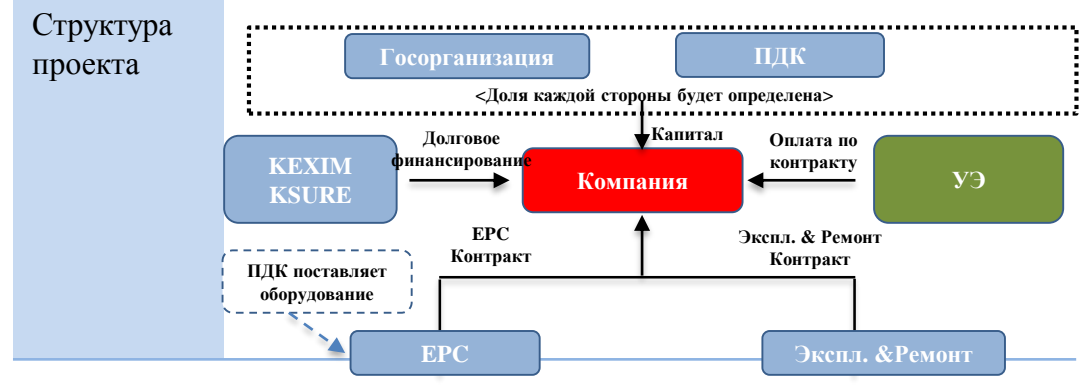 Структура
проекта
Госорганизация
ПДК
<Доля каждой стороны будет определена>
Долговое
финансирование
Капитал
Оплата по
контракту
KEXIM
KSURE
Компания
УЭ
EPC
Контракт
Экспл. & Ремонт
Контракт
ПДК поставляет
оборудование
EPC
Экспл. &Ремонт